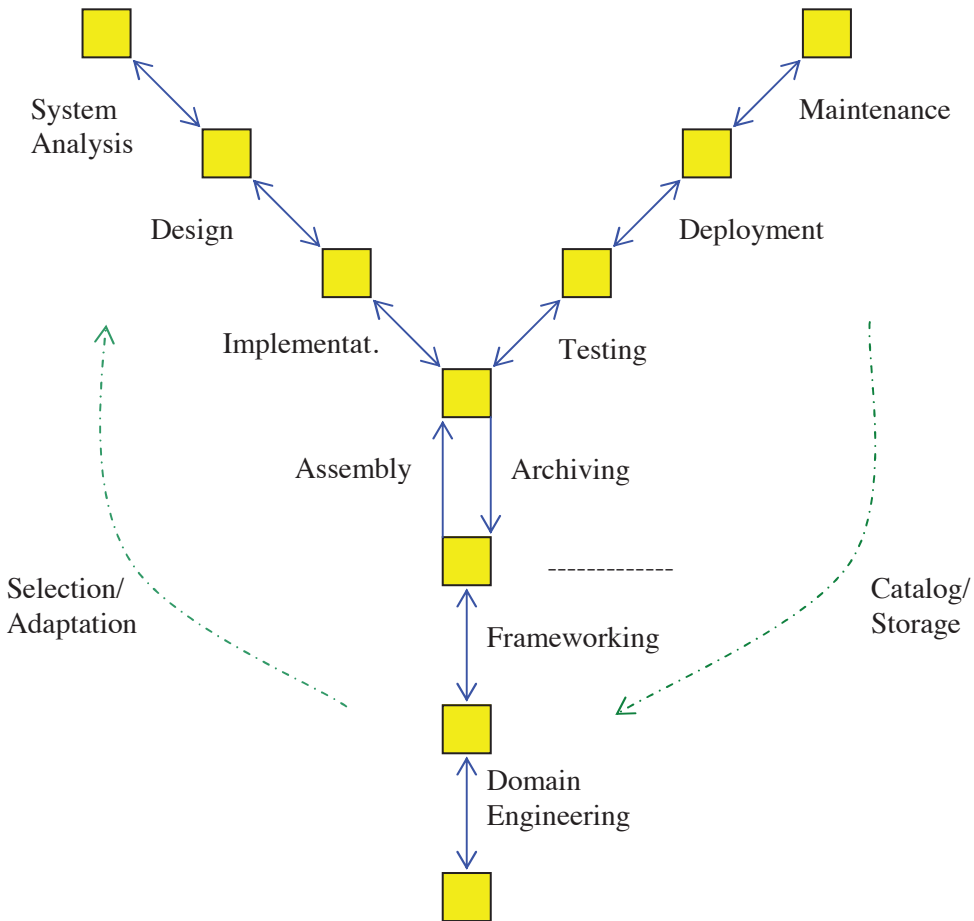 System
Analysis
Maintenance
Design
Deployment
Implementat.
Testing
Assembly
Archiving
Selection/
Adaptation
Catalog/
Storage
Frameworking
Domain
Engineering